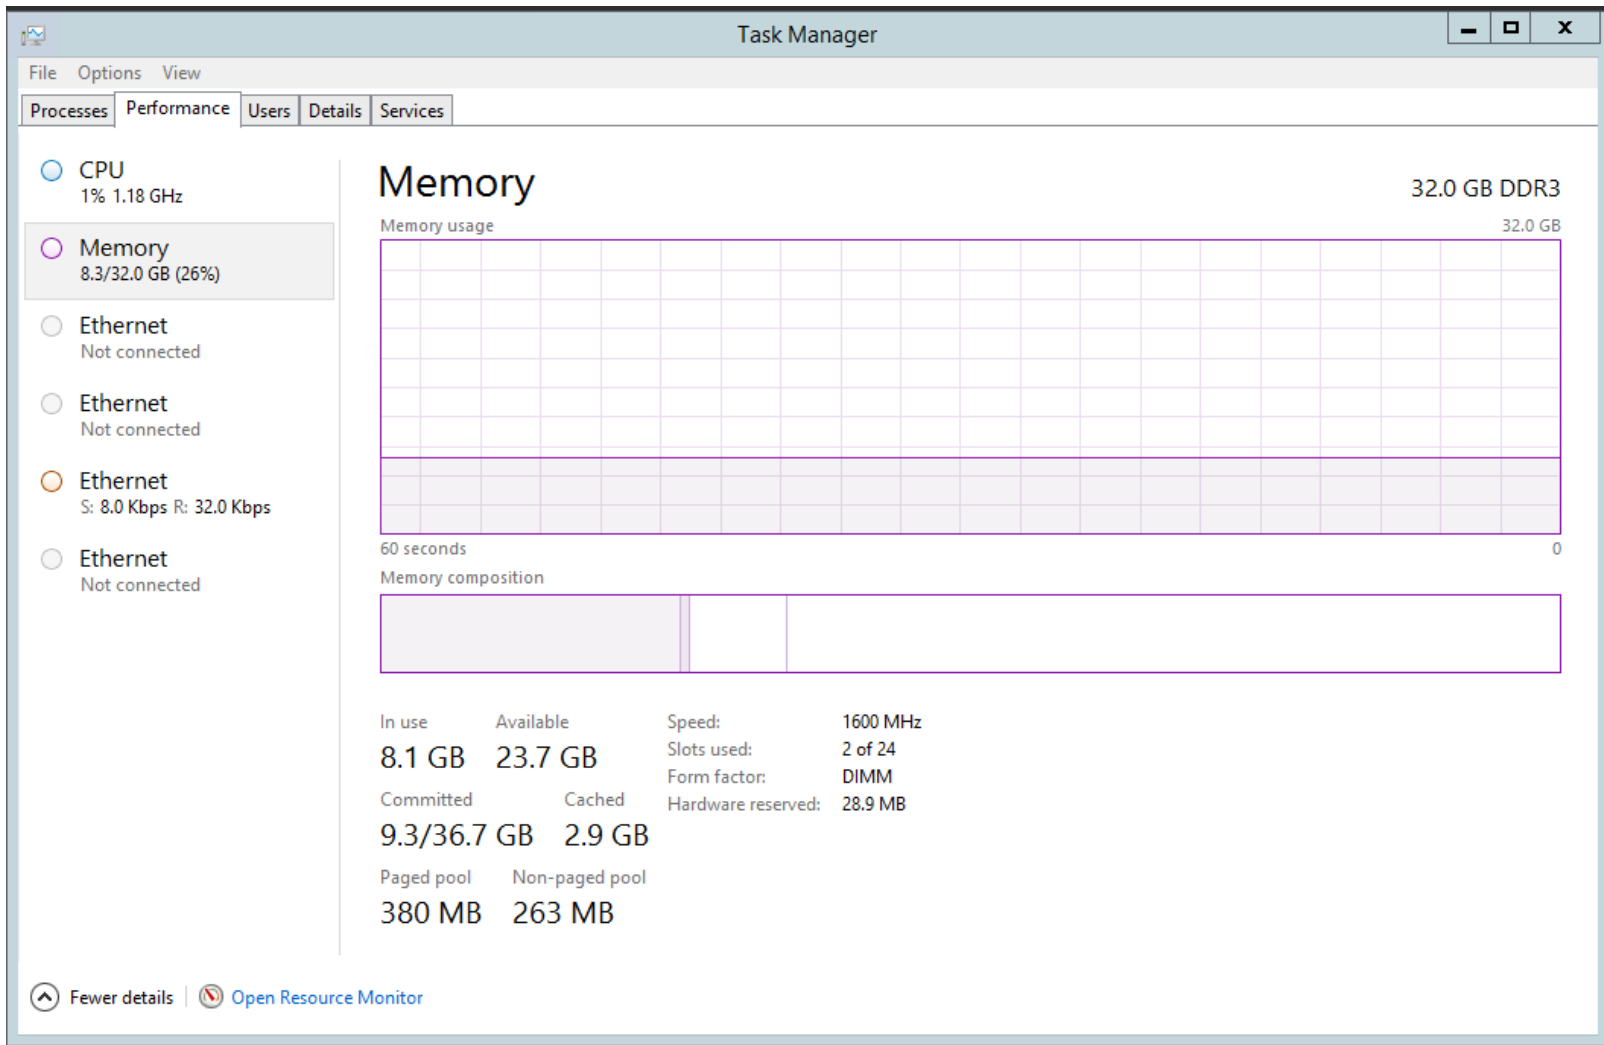 Task Manager
File Options View
Processes Performance Users Details Services
CPU
1% 1.18 GHz
Memory
8.3/32.0 GB (26%)
Ethernet
Not connected
Ethernet
Not connected
Ethernet
S: 8.0 Kbps R: 32.0 Kbps
Ethernet
Not connected
Memory 32.0 GB DDR3
Memory usage 32.0 GB
60 seconds 0
Memory composition
In use Available
8.1 GB 23.7 GB
Committed Cached
9.3/36.7 GB 2.9 GB
Paged pool Non-paged pool
380 MB 263 MB
Speed: 1600 MHz
Slots used: 2 of 24
Form factor: DIMM
Hardware reserved: 28.9 MB
Fewer details Open Resource Monitor